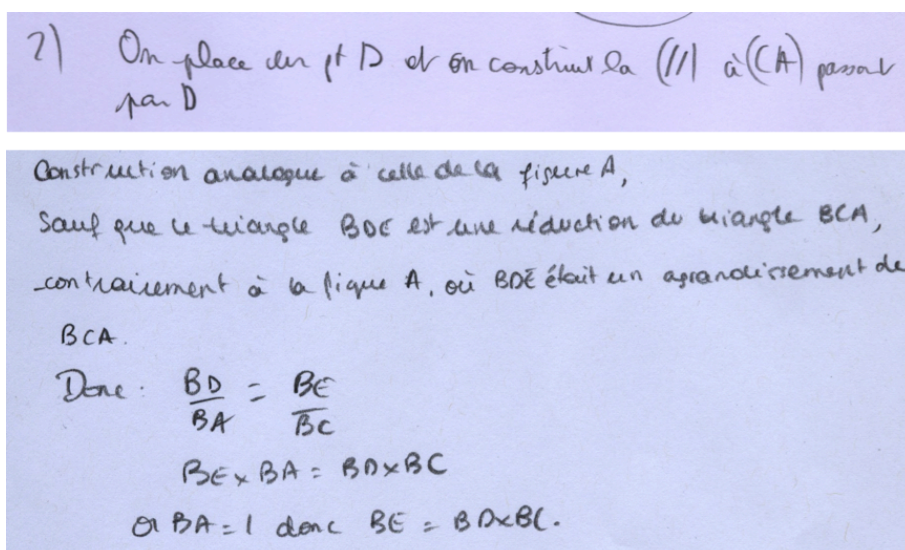 2) On place un pt D et on construit la (//) à (CA) passant
par D
Construction analogue à celle de la figure A,
Sauf que le triangle BDE est une réduction du triangle BCA,
contrairement à la figure A, où BDE était un agrandissement de
BCA.
Donc : BD/BA = BE/BC
BE × BA = BD × BC
or BA = 1 donc BE = BD×BC.